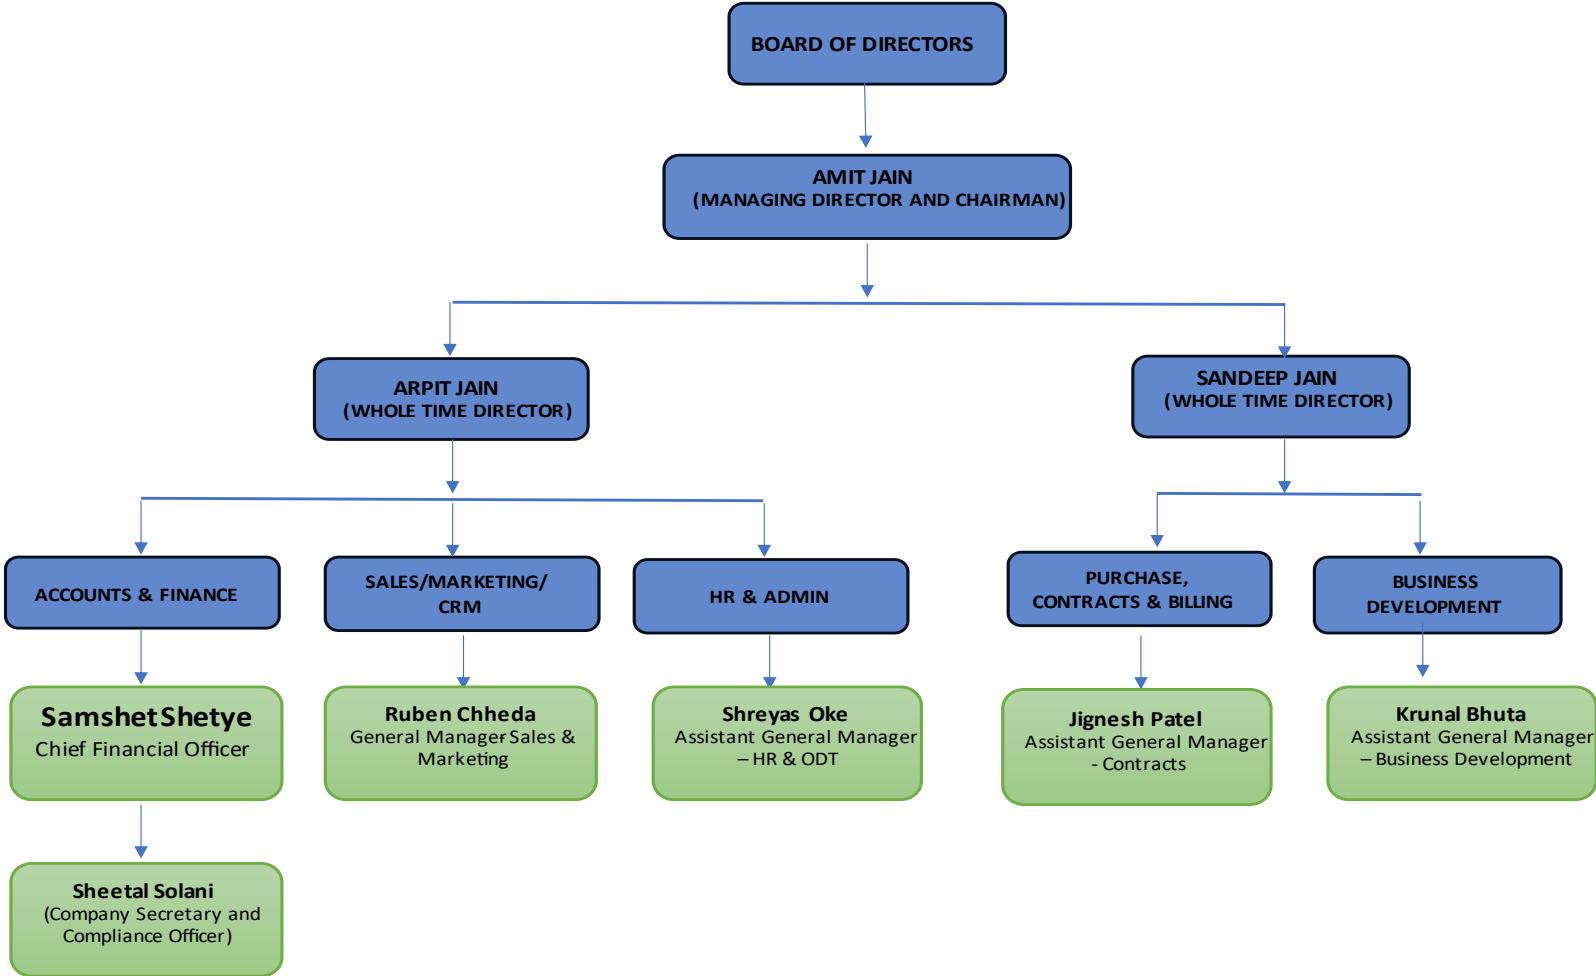 BOARD OF DIRECTORS
AMIT JAIN
(MANAGING DIRECTOR AND CHAIRMAN)
ARPIT JAIN
(WHOLE TIME DIRECTOR)
SANDEEP JAIN
(WHOLE TIME DIRECTOR)
ACCOUNTS & FINANCE
SALES/MARKETING/
CRM
HR & ADMIN
PURCHASE,
CONTRACTS & BILLING
BUSINESS
DEVELOPMENT
Samshet Shetye
Chief Financial Officer
Ruben Chheda
General Manager- Sales &
Marketing
Shreyas Oke
Assistant General Manager
– HR & ODT
Jignesh Patel
Assistant General Manager
- Contracts
Krunal Bhuta
Assistant General Manager
– Business Development
Sheetal Solani
(Company Secretary and
Compliance Officer)